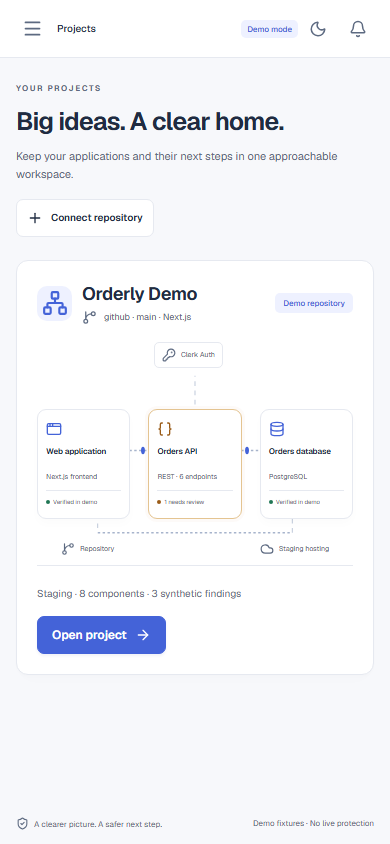 Projects
Demo mode
YOUR PROJECTS
Big ideas. A clear home.
Keep your applications and their next steps in one approachable
workspace.
Connect repository
Orderly Demo
github · main · Next.js
Demo repository
Clerk Auth
Web application
Next.js frontend
Verified in demo
Orders API
REST · 6 endpoints
1 needs review
Orders database
PostgreSQL
Verified in demo
Repository
Staging hosting
Staging · 8 components · 3 synthetic findings
Open project
A clearer picture. A safer next step.
Demo fixtures · No live protection